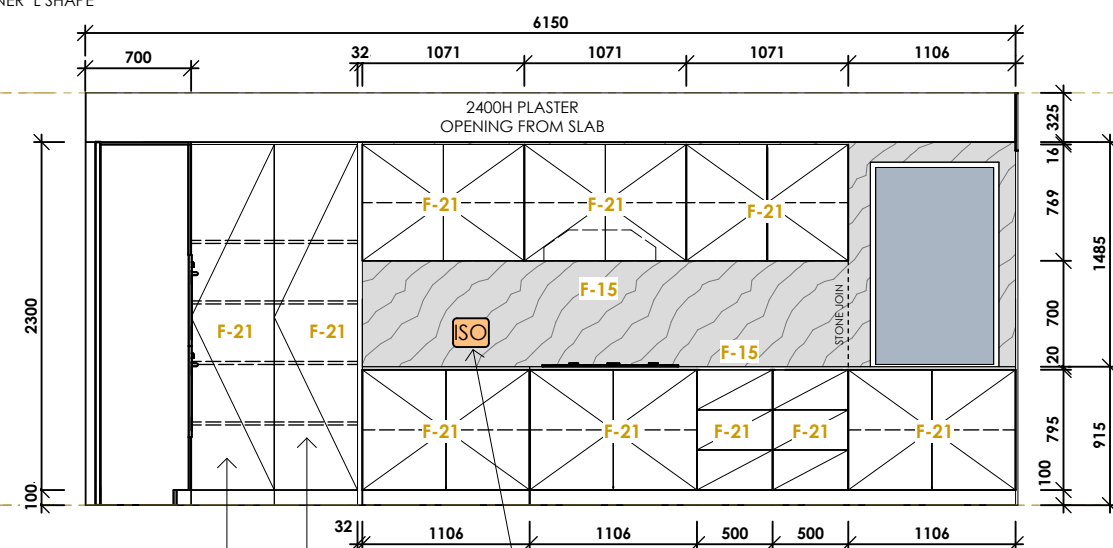 NER "L SHAPE
6150
700
32
1071
1071
1071
1106
2400H PLASTER
OPENING FROM SLAB
325
16
769
1485
F-21
F-21
F-21
F-15
2300
F-21
F-21
ISO
STONE JOIN
700
F-15
20
F-21
F-21
F-21
F-21
F-21
795
915
100
100
32
1106
1106
500
500
1106